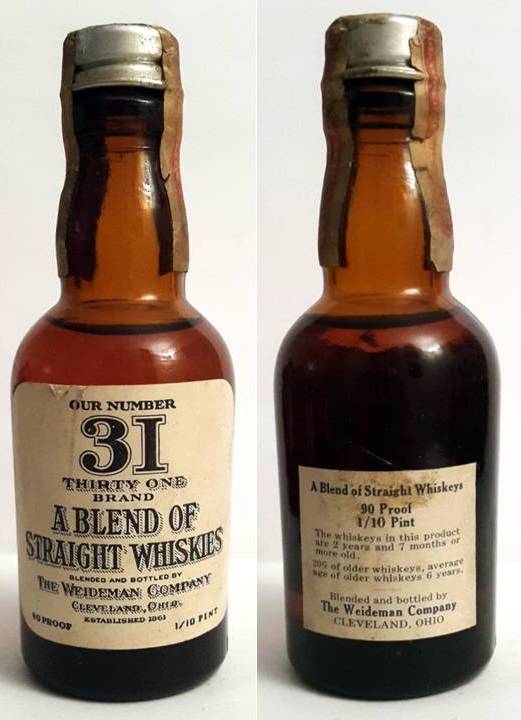 OUR NUMBER
31
THIRTY ONE
BRAND
A BLEND OF
STRAIGHT WHISKIES
BLENDED AND BOTTLED BY
THE WEIDEMAN COMPANY
CLEVELAND, OHIO.
ESTABLISHED 1861
90 PROOF 1/10 PINT
A Blend of Straight Whiskeys
90 Proof
1/10 Pint
The whiskeys in this product
are 2 years and 7 months or
more old.
20% of older whiskeys, average
age of older whiskeys 6 years.
Blended and bottled by
The Weideman Company
CLEVELAND, OHIO